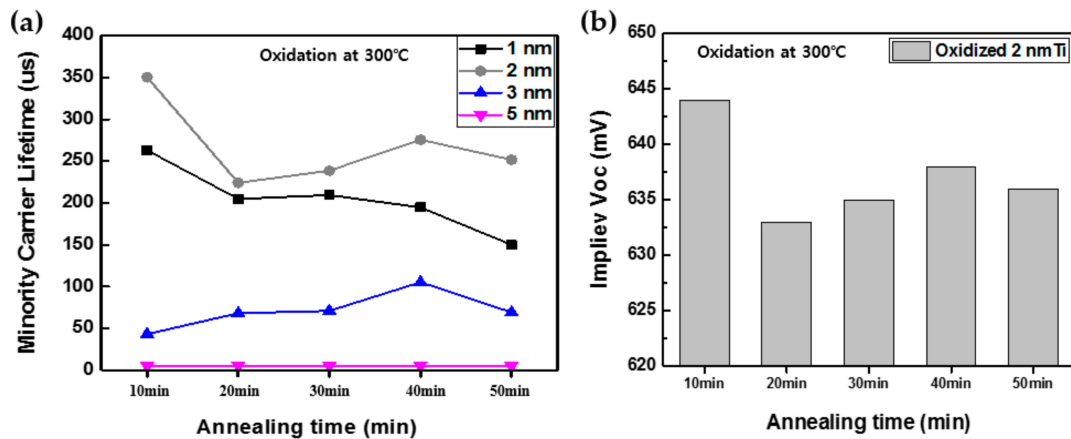 (a)
400
350
300
250
200
150
100
50
0
Minority Carrier Lifetime (us)
Oxidation at 300℃
1 nm
2 nm
3 nm
5 nm
10min 20min 30min 40min 50min
Annealing time (min)
(b)
650
645
640
635
630
625
620
Impliev Voc (mV)
Oxidation at 300℃
Oxidized 2 nmTi
10min 20min 30min 40min 50min
Annealing time (min)